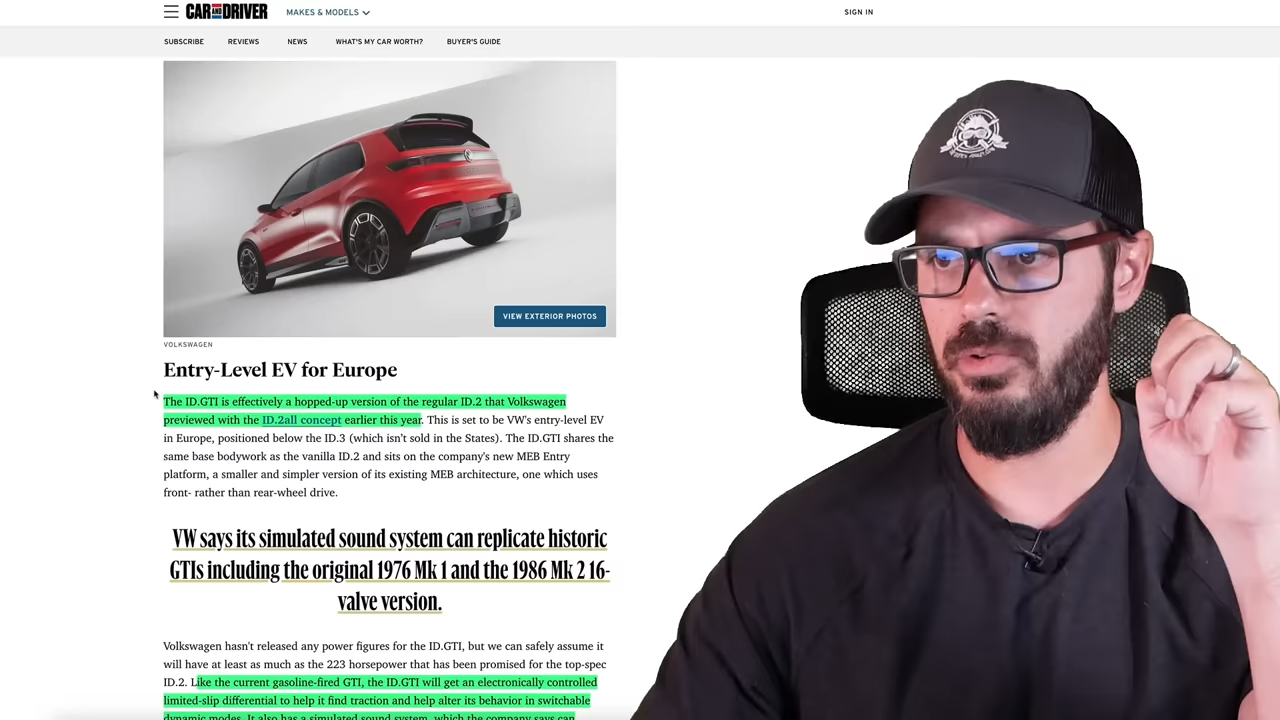 CAR AND DRIVER
MAKES & MODELS
SIGN IN
SUBSCRIBE
REVIEWS
NEWS
WHAT'S MY CAR WORTH?
BUYER'S GUIDE
VIEW EXTERIOR PHOTOS
VOLKSWAGEN
Entry-Level EV for Europe
The ID.GTI is effectively a hopped-up version of the regular ID.2 that Volkswagen
previewed with the ID.2all concept earlier this year. This is set to be VW's entry-level EV
in Europe, positioned below the ID.3 (which isn't sold in the States). The ID.GTI shares the
same base bodywork as the vanilla ID.2 and sits on the company's new MEB Entry
platform, a smaller and simpler version of its existing MEB architecture, one which uses
front- rather than rear-wheel drive.
VW says its simulated sound system can replicate historic
GTIs including the original 1976 Mk 1 and the 1986 Mk 2 16-
valve version.
Volkswagen hasn't released any power figures for the ID.GTI, but we can safely assume it
will have at least as much as the 223 horsepower that has been promised for the top-spec
ID.2. Like the current gasoline-fired GTI, the ID.GTI will get an electronically controlled
limited-slip differential to help it find traction and help alter its behavior in switchable
dynamic modes. It also has a simulated sound system, which the company says can